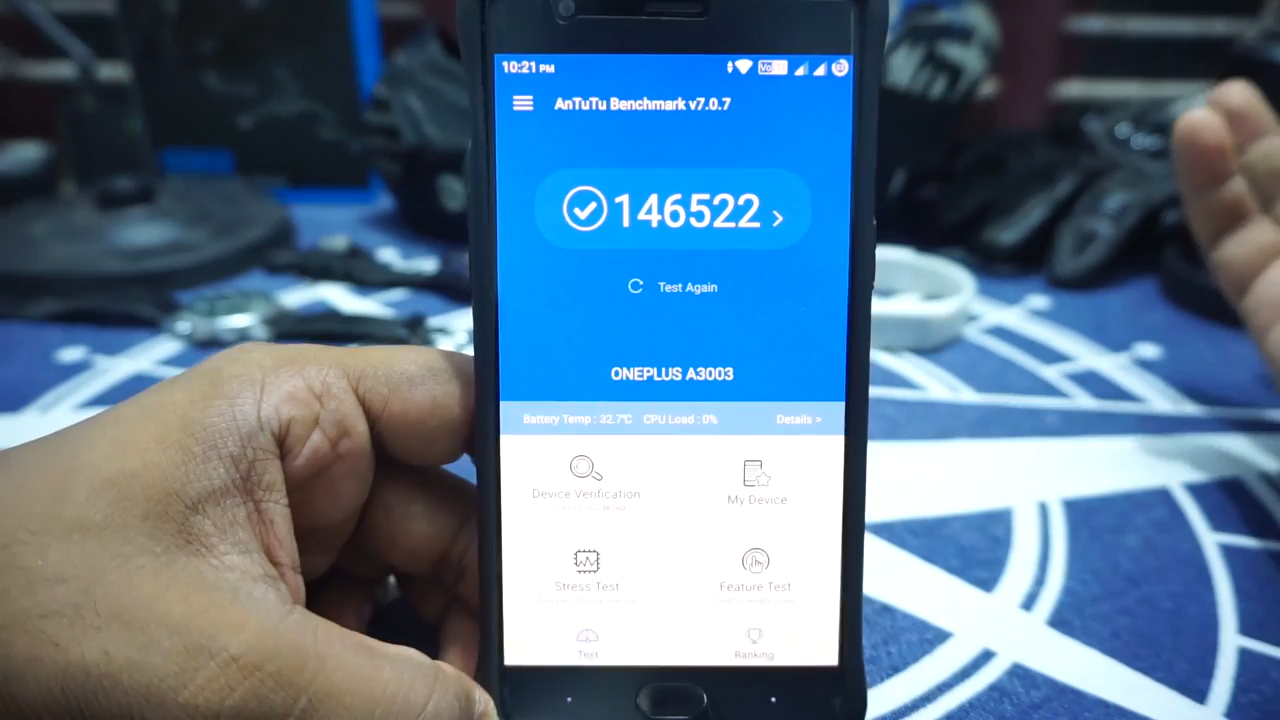 10:21 PM
AnTuTu Benchmark v7.0.7
146522 >
Test Again
ONEPLUS A3003
Battery Temp : 32.7℃ CPU Load : 0% Details >
Device Verification
My Device
Stress Test
Feature Test
Test
Ranking